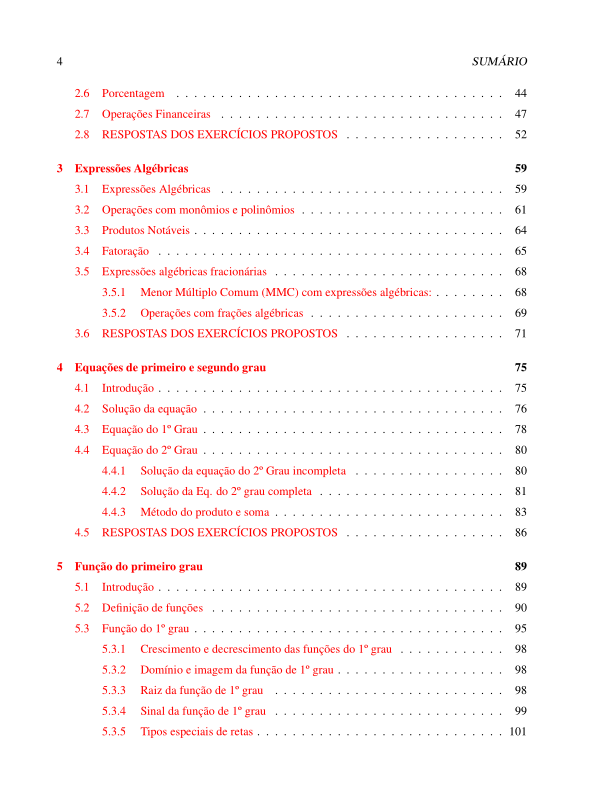 4 SUMÁRIO
2.6 Porcentagem . . . . . . . . . . . . . . . . . . . . . . . . . . . . . . . . . . . . . 44
2.7 Operações Financeiras . . . . . . . . . . . . . . . . . . . . . . . . . . . . . . . . 47
2.8 RESPOSTAS DOS EXERCÍCIOS PROPOSTOS . . . . . . . . . . . . . . . . . . 52
3 Expressões Algébricas 59
3.1 Expressões Algébricas . . . . . . . . . . . . . . . . . . . . . . . . . . . . . . . . 59
3.2 Operações com monômios e polinômios . . . . . . . . . . . . . . . . . . . . . . . 61
3.3 Produtos Notáveis . . . . . . . . . . . . . . . . . . . . . . . . . . . . . . . . . . . 64
3.4 Fatoração . . . . . . . . . . . . . . . . . . . . . . . . . . . . . . . . . . . . . . . 65
3.5 Expressões algébricas fracionárias . . . . . . . . . . . . . . . . . . . . . . . . . . 68
3.5.1 Menor Múltiplo Comum (MMC) com expressões algébricas: . . . . . . . . 68
3.5.2 Operações com frações algébricas . . . . . . . . . . . . . . . . . . . . . . 69
3.6 RESPOSTAS DOS EXERCÍCIOS PROPOSTOS . . . . . . . . . . . . . . . . . . 71
4 Equações de primeiro e segundo grau 75
4.1 Introdução . . . . . . . . . . . . . . . . . . . . . . . . . . . . . . . . . . . . . . . 75
4.2 Solução da equação . . . . . . . . . . . . . . . . . . . . . . . . . . . . . . . . . . 76
4.3 Equação do 1º Grau . . . . . . . . . . . . . . . . . . . . . . . . . . . . . . . . . . 78
4.4 Equação do 2º Grau . . . . . . . . . . . . . . . . . . . . . . . . . . . . . . . . . . 80
4.4.1 Solução da equação do 2º Grau incompleta . . . . . . . . . . . . . . . . . 80
4.4.2 Solução da Eq. do 2º grau completa . . . . . . . . . . . . . . . . . . . . . 81
4.4.3 Método do produto e soma . . . . . . . . . . . . . . . . . . . . . . . . . . 83
4.5 RESPOSTAS DOS EXERCÍCIOS PROPOSTOS . . . . . . . . . . . . . . . . . . 86
5 Função do primeiro grau 89
5.1 Introdução . . . . . . . . . . . . . . . . . . . . . . . . . . . . . . . . . . . . . . . 89
5.2 Definição de funções . . . . . . . . . . . . . . . . . . . . . . . . . . . . . . . . . 90
5.3 Função do 1º grau . . . . . . . . . . . . . . . . . . . . . . . . . . . . . . . . . . . 95
5.3.1 Crescimento e decrescimento das funções do 1º grau . . . . . . . . . . . . 98
5.3.2 Domínio e imagem da função de 1º grau . . . . . . . . . . . . . . . . . . . 98
5.3.3 Raiz da função de 1º grau . . . . . . . . . . . . . . . . . . . . . . . . . . 98
5.3.4 Sinal da função de 1º grau . . . . . . . . . . . . . . . . . . . . . . . . . . 99
5.3.5 Tipos especiais de retas . . . . . . . . . . . . . . . . . . . . . . . . . . . . 101